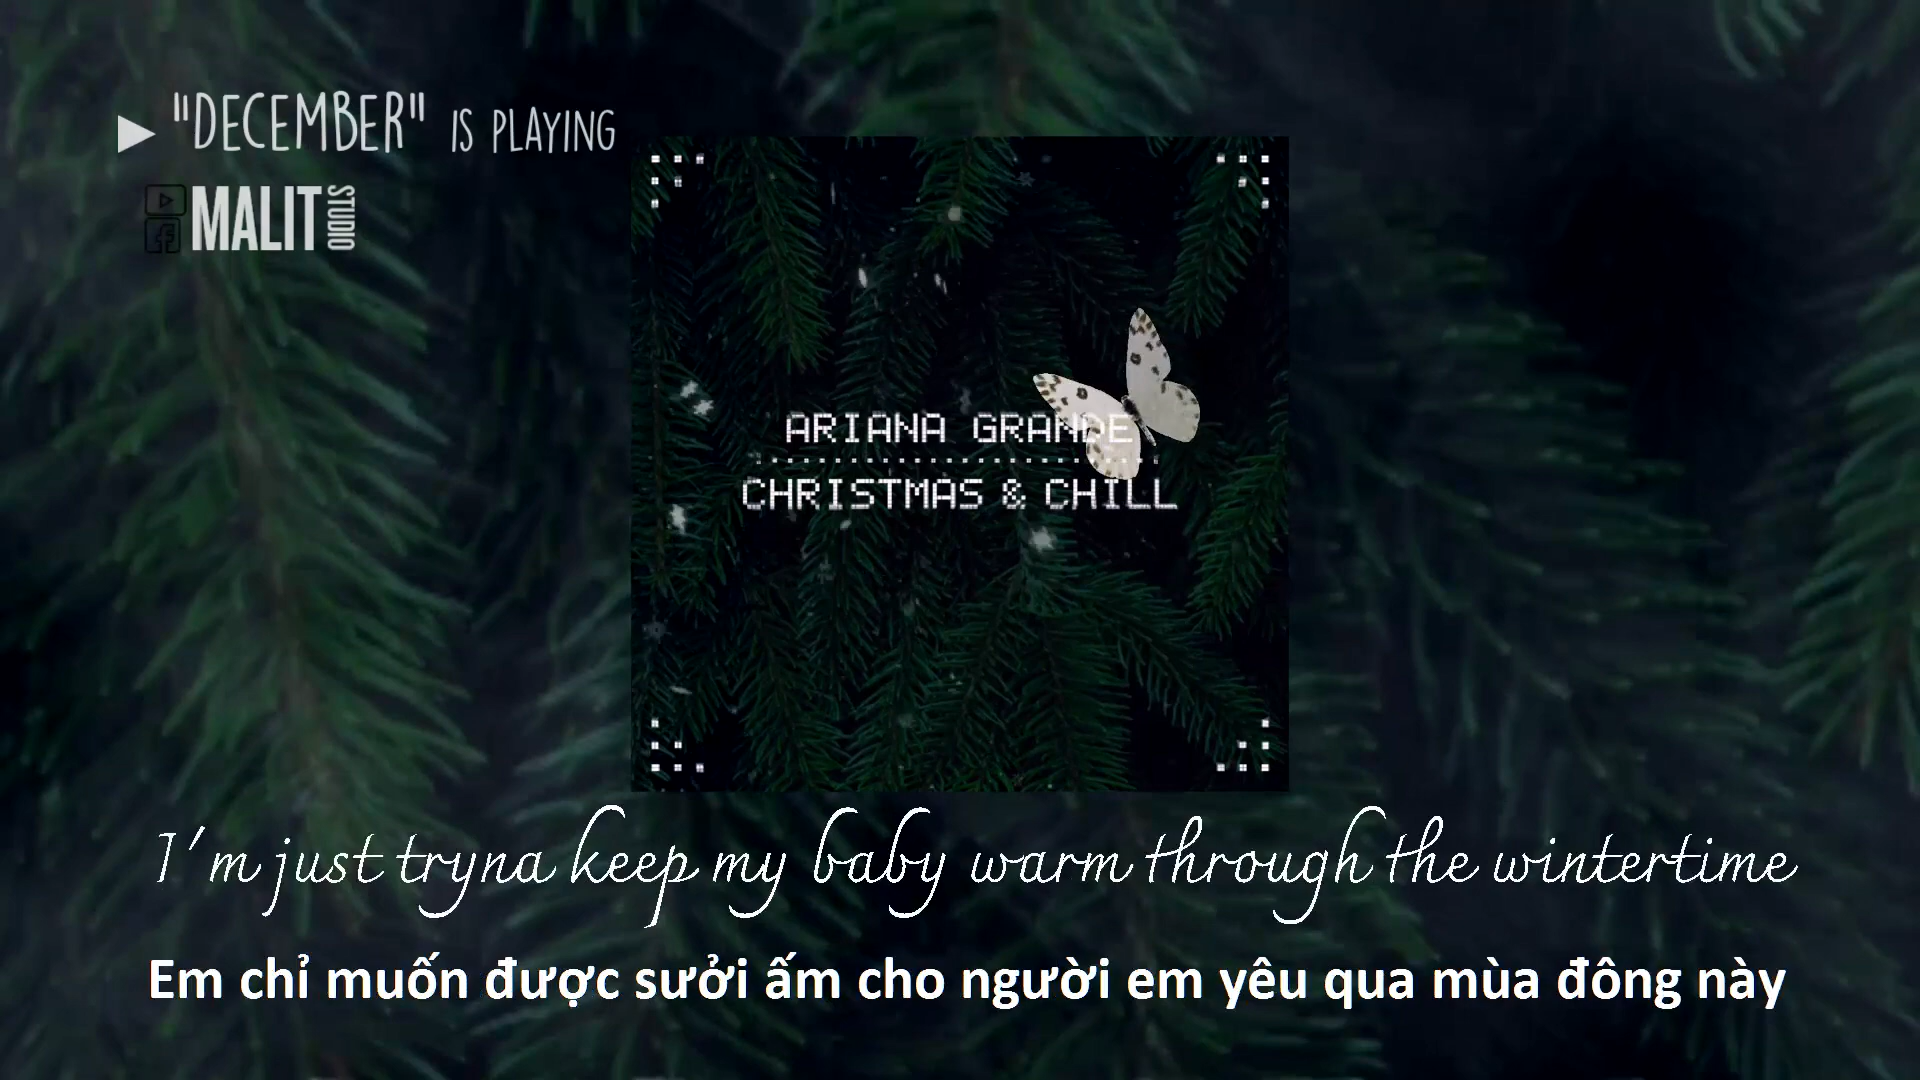 "DECEMBER" IS PLAYING
MALIT STUDIO
ARIANA GRANDE
CHRISTMAS & CHILL
I'm just tryna keep my baby warm through the wintertime
Em chỉ muốn được sưởi ấm cho người em yêu qua mùa đông này